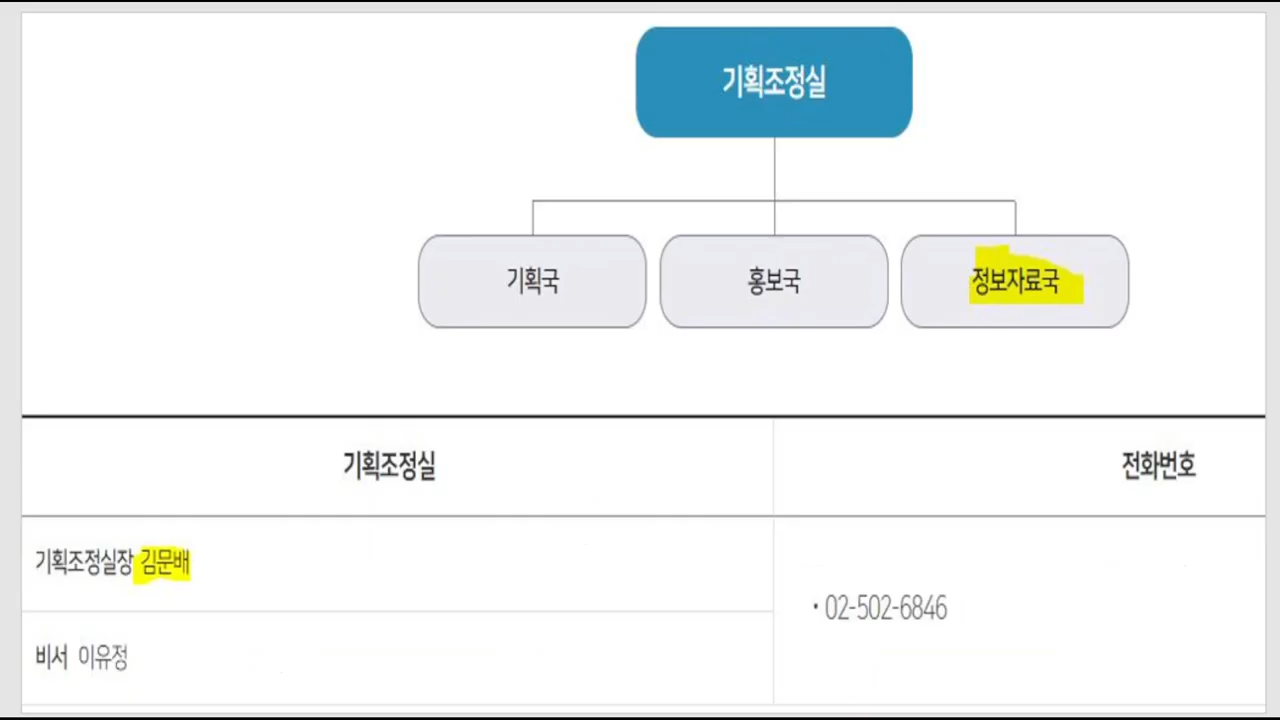 기획조정실
기획국 홍보국 정보자료국
기획조정실 전화번호
기획조정실장 김문배
• 02-502-6846
비서 이유정